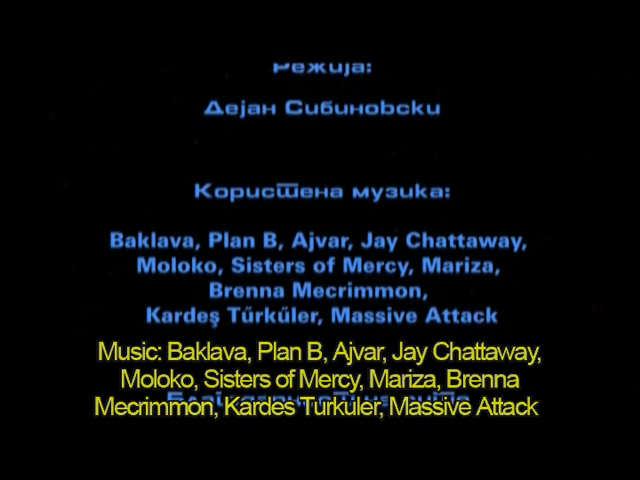 Режија:
Дејан Сибиновски
Користена музика:
Baklava, Plan B, Ajvar, Jay Chattaway,
Moloko, Sisters of Mercy, Mariza,
Brenna Mecrimmon,
Kardeş Tűrkűler, Massive Attack
Music: Baklava, Plan B, Ajvar, Jay Chattaway,
Moloko, Sisters of Mercy, Mariza, Brenna
Mecrimmon, Kardes Turkuler, Massive Attack